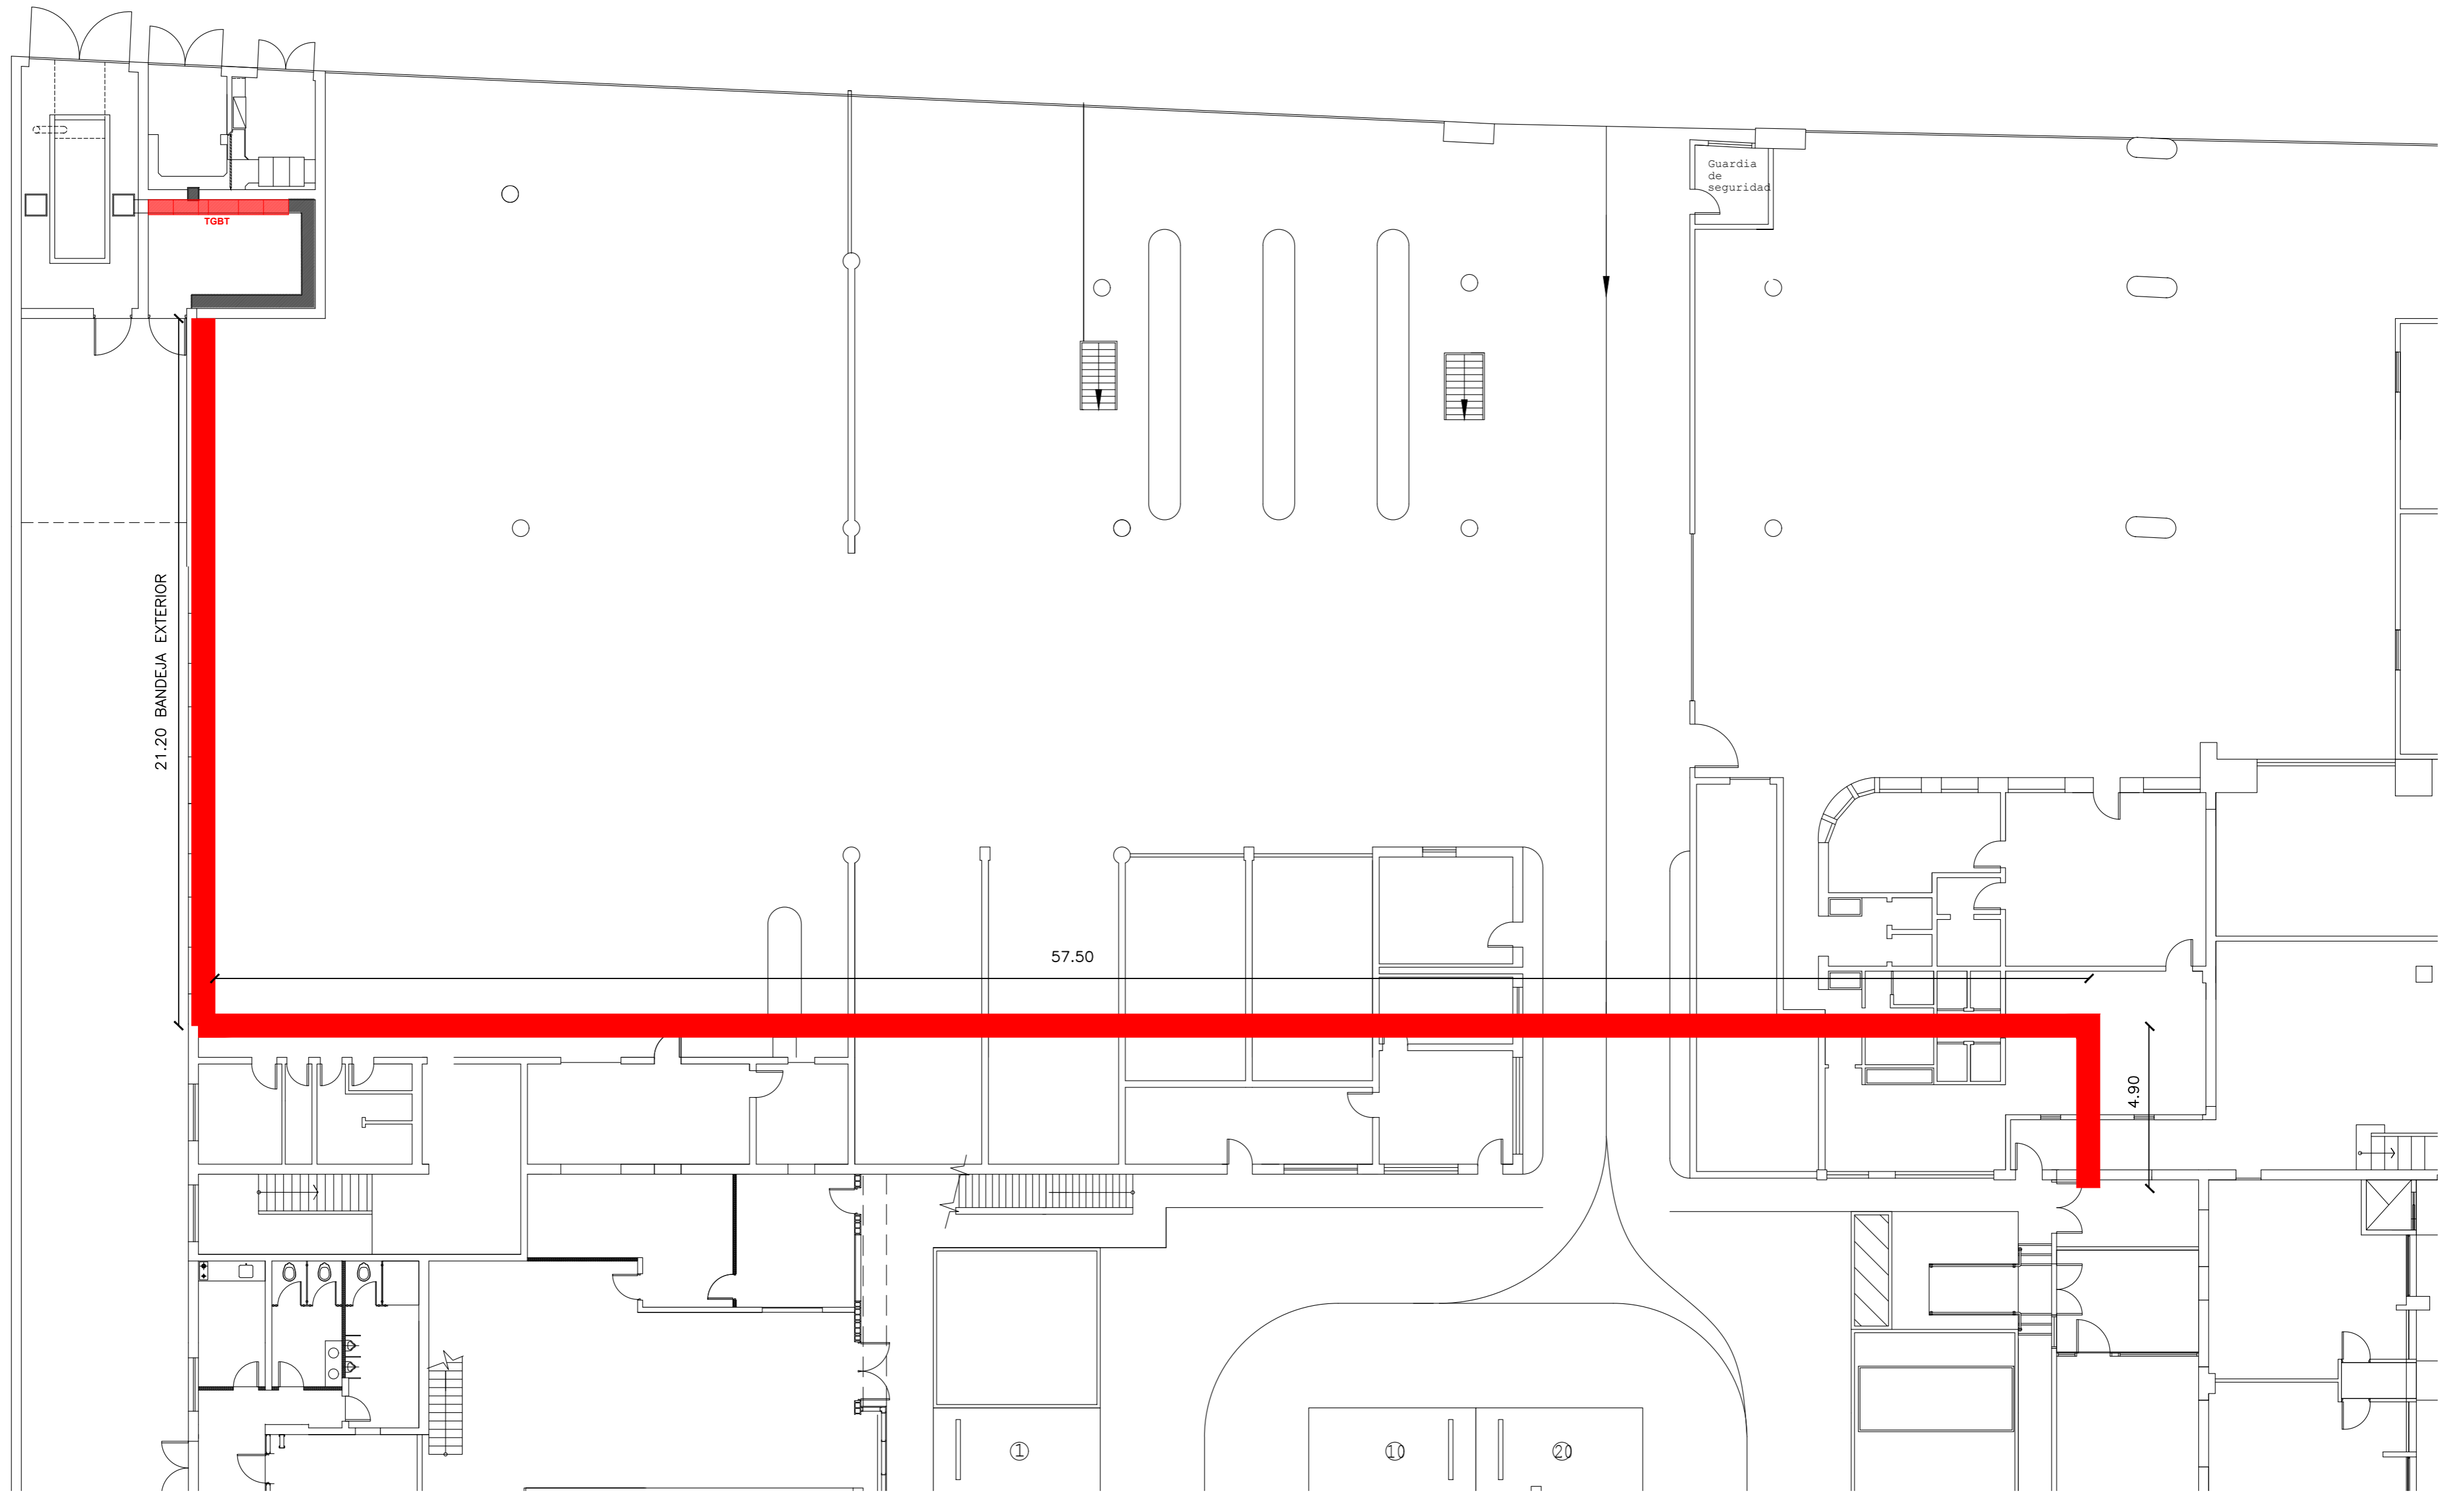 Guardia
de
seguridad
TGBT
21.20 BANDEJA EXTERIOR
57.50
4.90
1
10
20